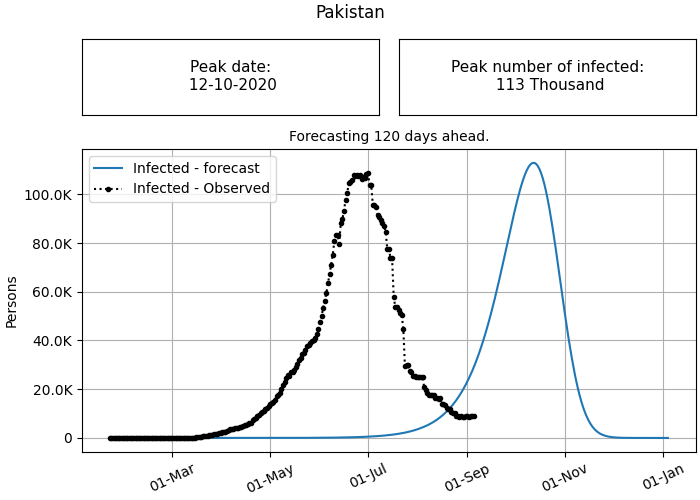 Pakistan
Peak date:
12-10-2020
Peak number of infected:
113 Thousand
Forecasting 120 days ahead.
Infected - forecast
Infected - Observed
100.0K
80.0K
60.0K
40.0K
20.0K
0
Persons
01-Mar
01-May
01-Jul
01-Sep
01-Nov
01-Jan